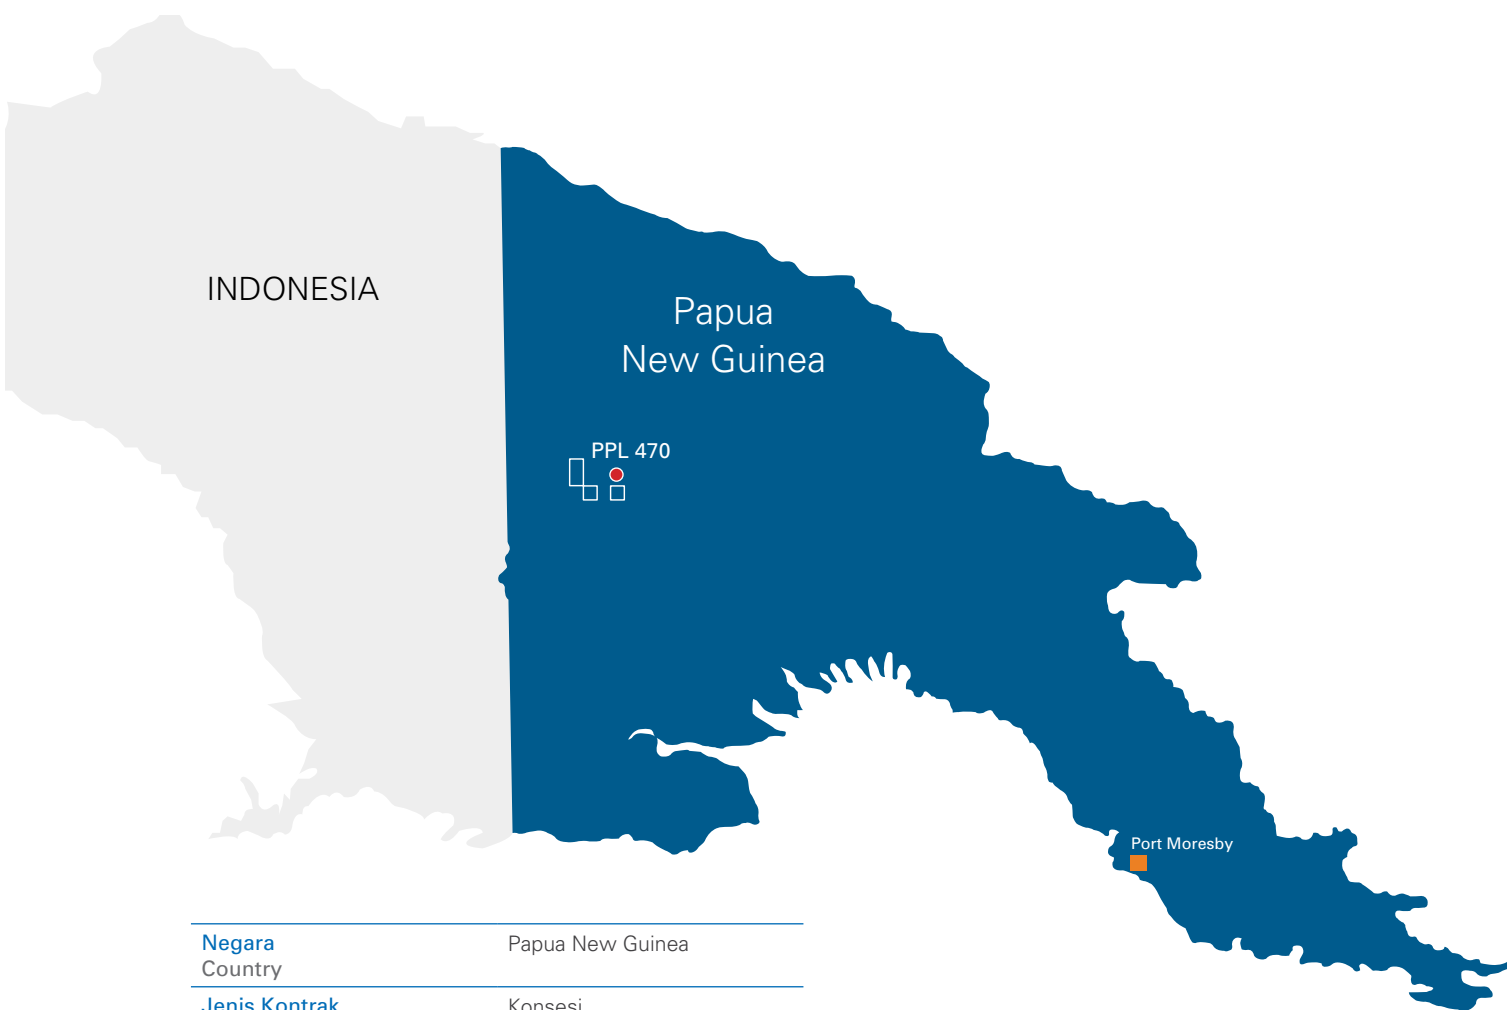 INDONESIA
Papua
New Guinea
PPL 470
Port Moresby
Negara
Country
Papua New Guinea
Jenis Kontrak
Konsesi